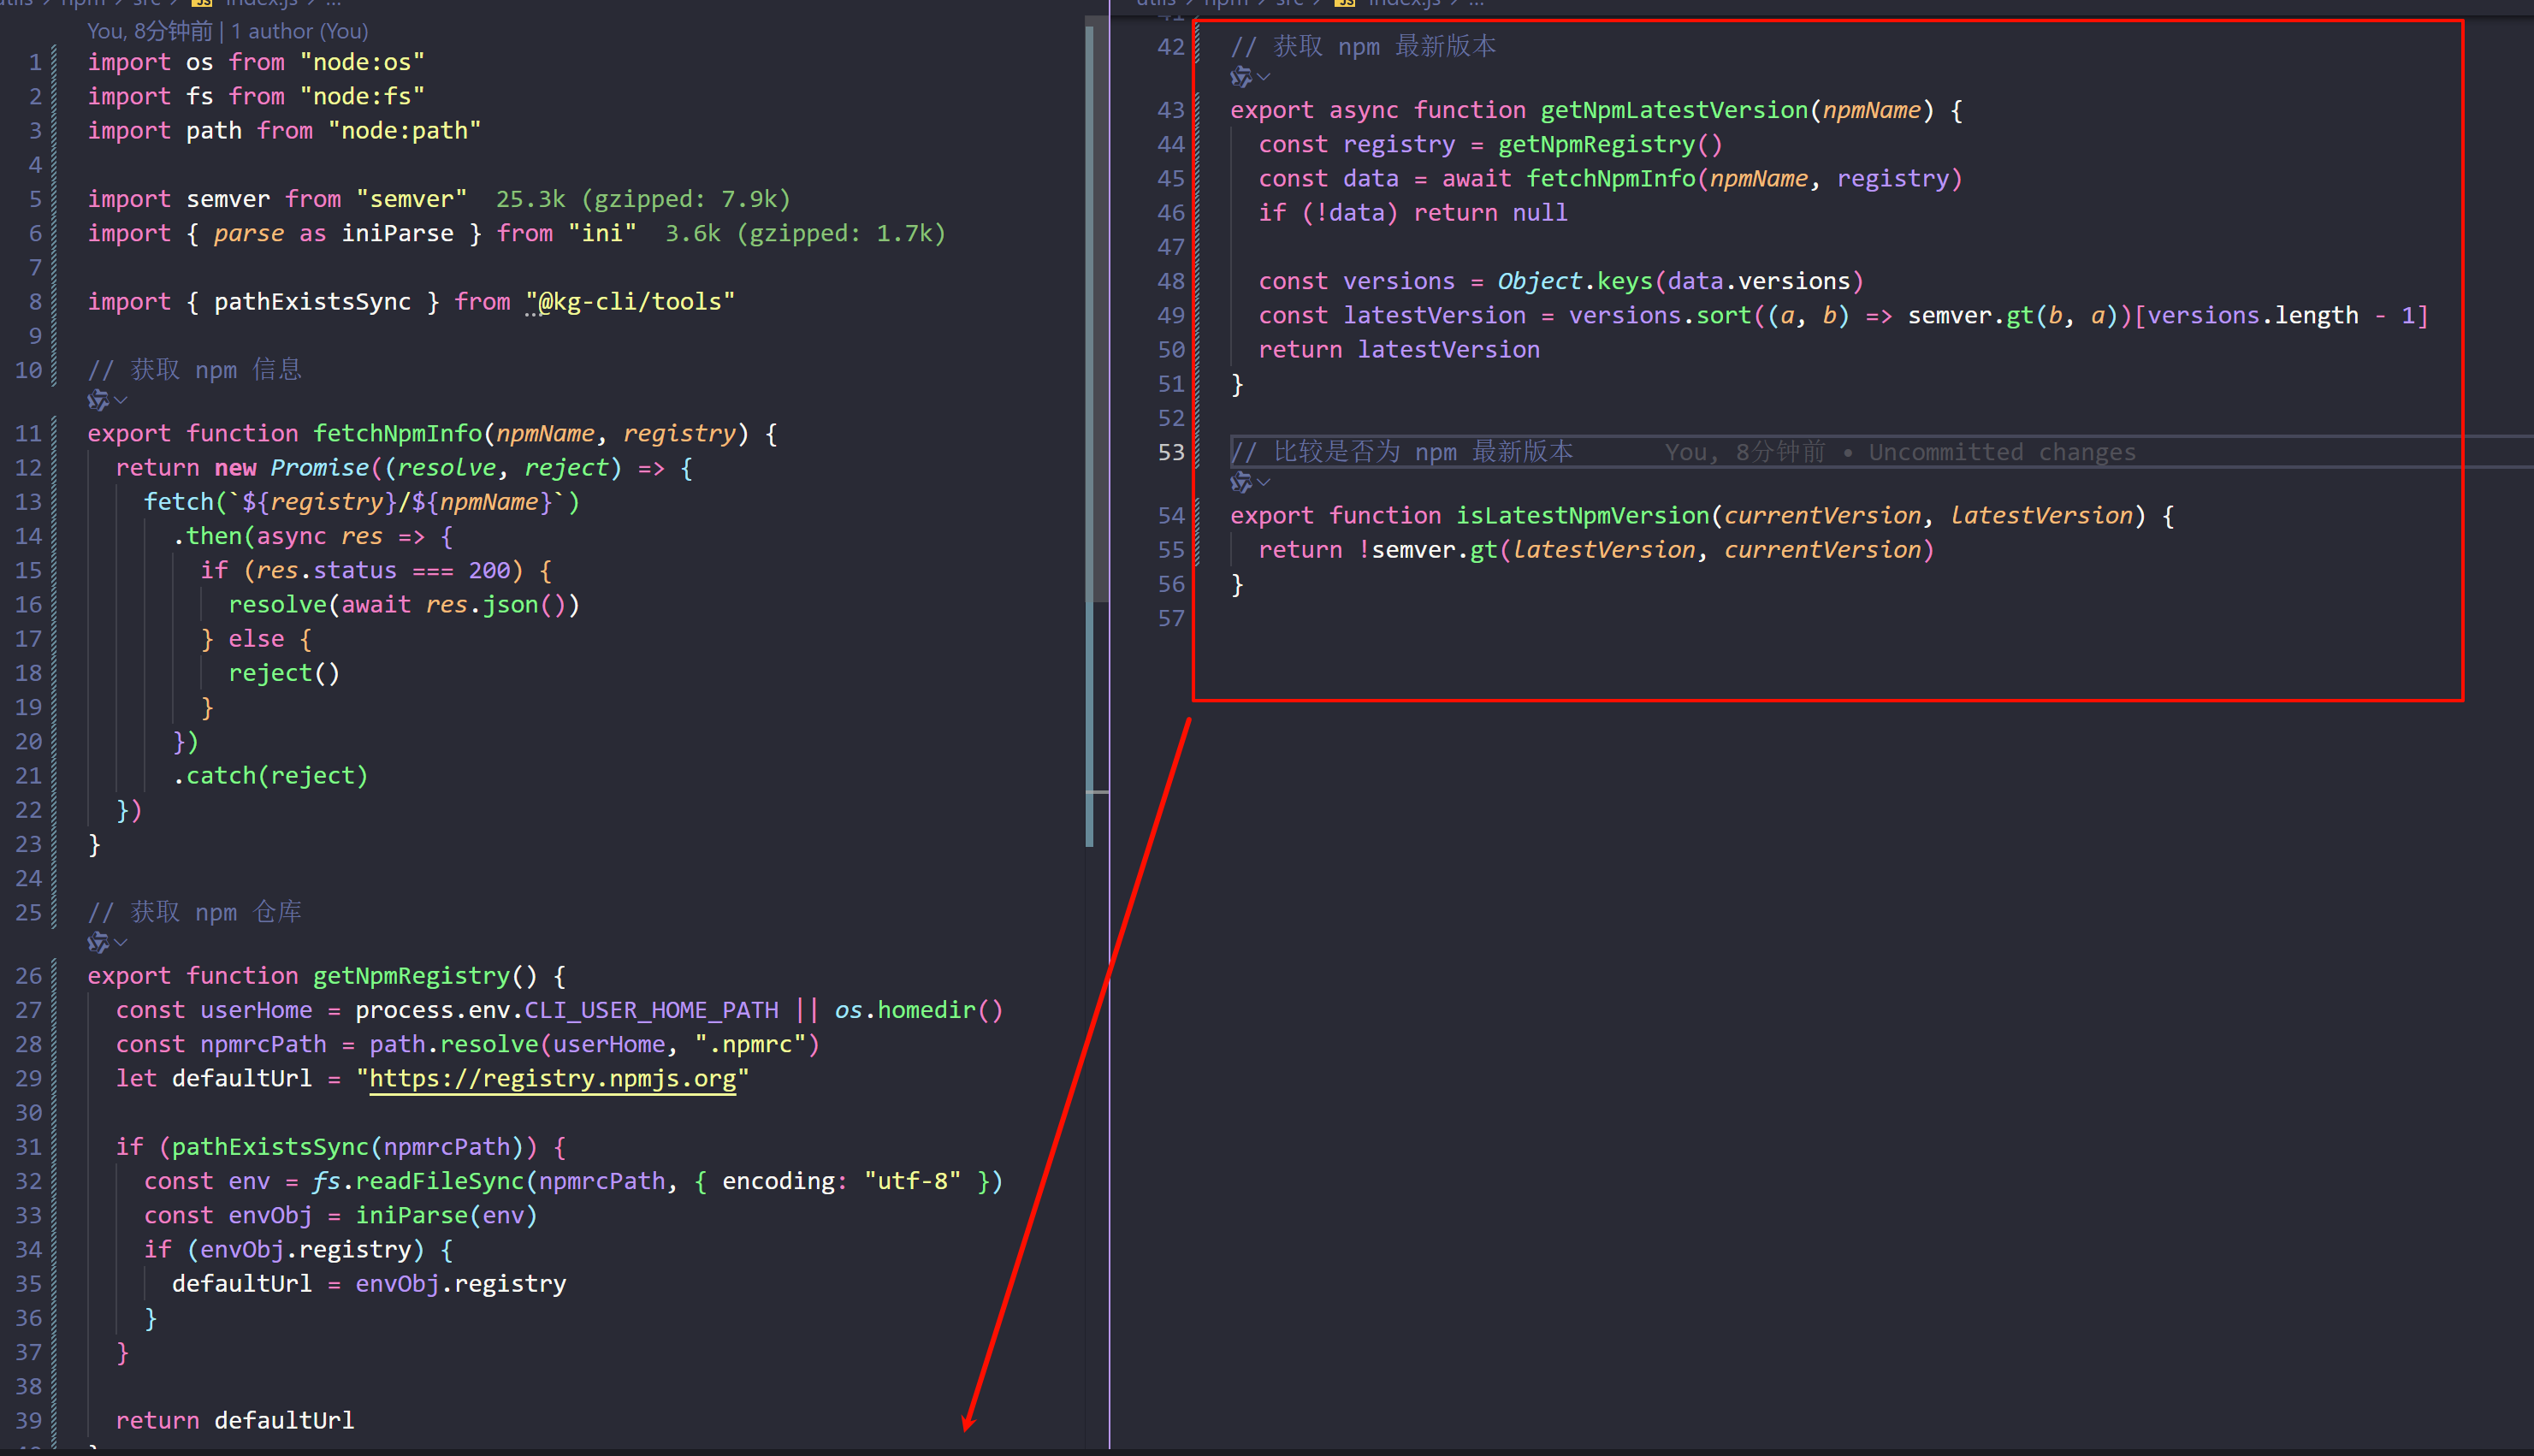 utils > npm > src > JS index.js > ...
You, 8分钟前 | 1 author (You)
1 import os from "node:os"
2 import fs from "node:fs"
3 import path from "node:path"
4
5 import semver from "semver" 25.3k (gzipped: 7.9k)
6 import { parse as iniParse } from "ini" 3.6k (gzipped: 1.7k)
7
8 import { pathExistsSync } from "@kg-cli/tools"
9
10 // 获取 npm 信息
11 export function fetchNpmInfo(npmName, registry) {
12 return new Promise((resolve, reject) => {
13 fetch(`${registry}/${npmName}`)
14 .then(async res => {
15 if (res.status === 200) {
16 resolve(await res.json())
17 } else {
18 reject()
19 }
20 })
21 .catch(reject)
22 })
23 }
24
25 // 获取 npm 仓库
26 export function getNpmRegistry() {
27 const userHome = process.env.CLI_USER_HOME_PATH || os.homedir()
28 const npmrcPath = path.resolve(userHome, ".npmrc")
29 let defaultUrl = "https://registry.npmjs.org"
30
31 if (pathExistsSync(npmrcPath)) {
32 const env = fs.readFileSync(npmrcPath, { encoding: "utf-8" })
33 const envObj = iniParse(env)
34 if (envObj.registry) {
35 defaultUrl = envObj.registry
36 }
37 }
38
39 return defaultUrl
40 }
utils > npm > src > JS index.js > ...
41
42 // 获取 npm 最新版本
43 export async function getNpmLatestVersion(npmName) {
44 const registry = getNpmRegistry()
45 const data = await fetchNpmInfo(npmName, registry)
46 if (!data) return null
47
48 const versions = Object.keys(data.versions)
49 const latestVersion = versions.sort((a, b) => semver.gt(b, a))[versions.length - 1]
50 return latestVersion
51 }
52
53 // 比较是否为 npm 最新版本 You, 8分钟前 • Uncommitted changes
54 export function isLatestNpmVersion(currentVersion, latestVersion) {
55 return !semver.gt(latestVersion, currentVersion)
56 }
57